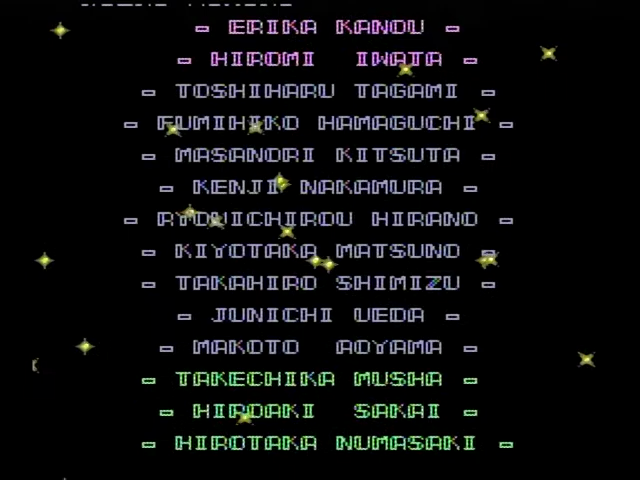 - ERIKA KANOU -
- HIROMI IWATA -
- TOSHIHARU TAGAMI -
- FUMIHIKO HAMAGUCHI -
- MASANORI KITSUTA -
- KENJI NAKAMURA -
- RYOUICHIROU HIRANO -
- KIYOTAKA MATSUNO -
- TAKAHIRO SHIMIZU -
- JUNICHI UEDA -
- MAKOTO AOYAMA -
- TAKECHIKA MUSHA -
- HIROAKI SAKAI -
- HIROTAKA NUMASAKI -